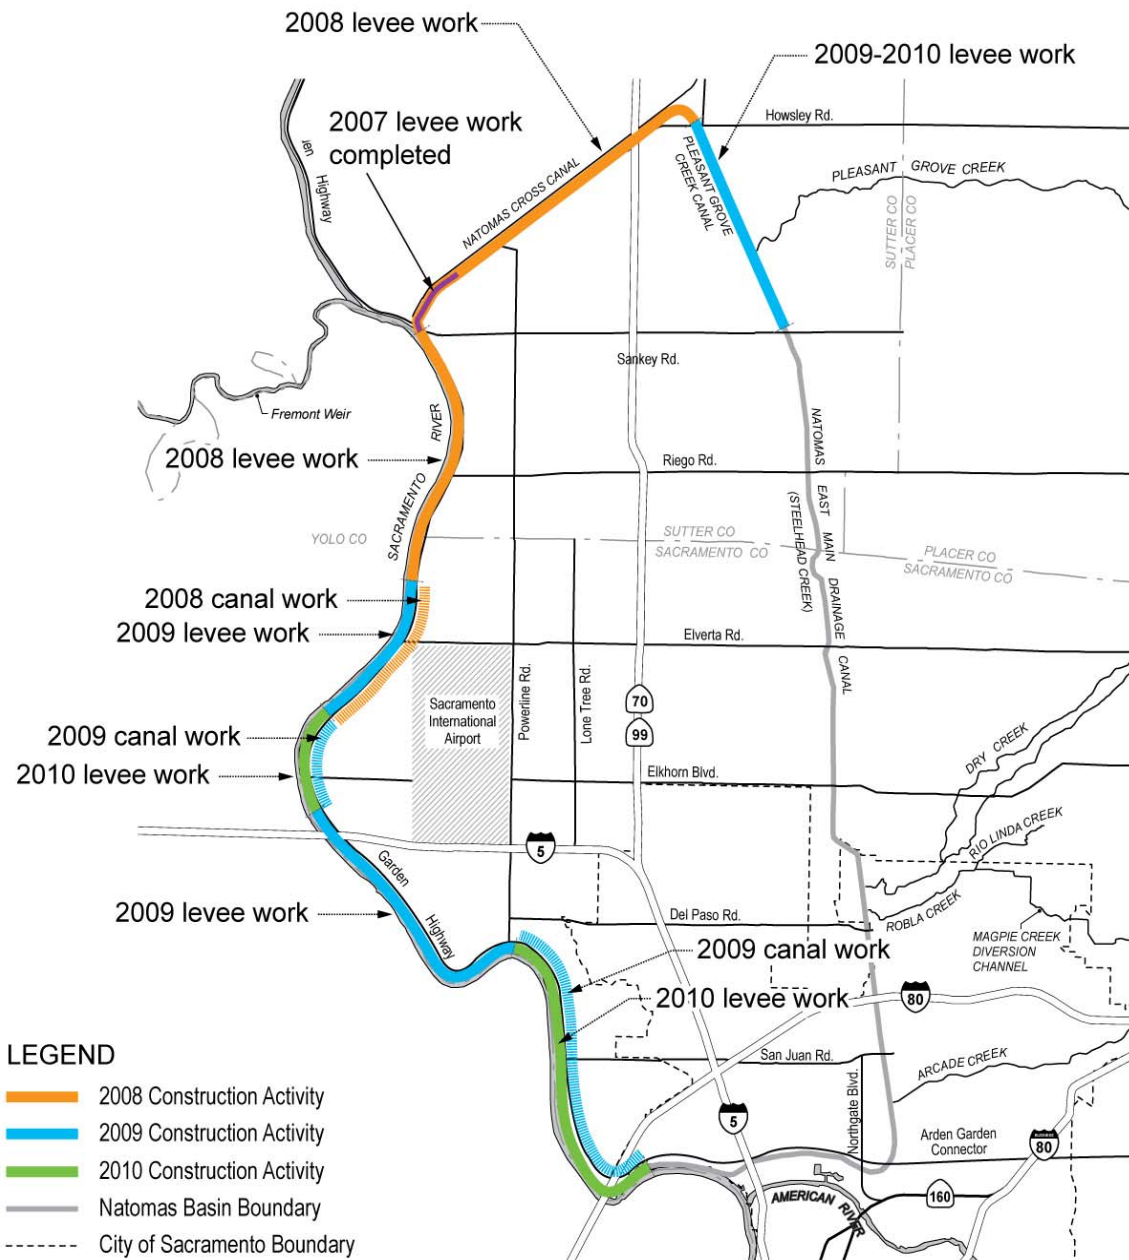 2008 levee work
2009-2010 levee work
2007 levee work
completed
Howsley Rd.
Highway
NATOMAS CROSS CANAL
PLEASANT GROVE
CREEK CANAL
PLEASANT GROVE CREEK
SUTTER CO
PLACER CO
Sankey Rd.
Fremont Weir
SACRAMENTO RIVER
2008 levee work
Riego Rd.
NATOMAS EAST MAIN DRAINAGE CANAL
(STEELHEAD CREEK)
YOLO CO
SUTTER CO
SACRAMENTO CO
PLACER CO
SACRAMENTO CO
2008 canal work
2009 levee work
Elverta Rd.
Sacramento
International
Airport
Powerline Rd.
Lone Tree Rd.
70
99
2009 canal work
2010 levee work
Elkhorn Blvd.
DRY CREEK
RIO LINDA CREEK
5
Garden
Highway
2009 levee work
Del Paso Rd.
ROBLA CREEK
MAGPIE CREEK
DIVERSION
CHANNEL
2009 canal work
2010 levee work
80
San Juan Rd.
ARCADE CREEK
Northgate Blvd.
5
Arden Garden
Connector
80
160
AMERICAN RIVER
LEGEND
2008 Construction Activity
2009 Construction Activity
2010 Construction Activity
Natomas Basin Boundary
City of Sacramento Boundary